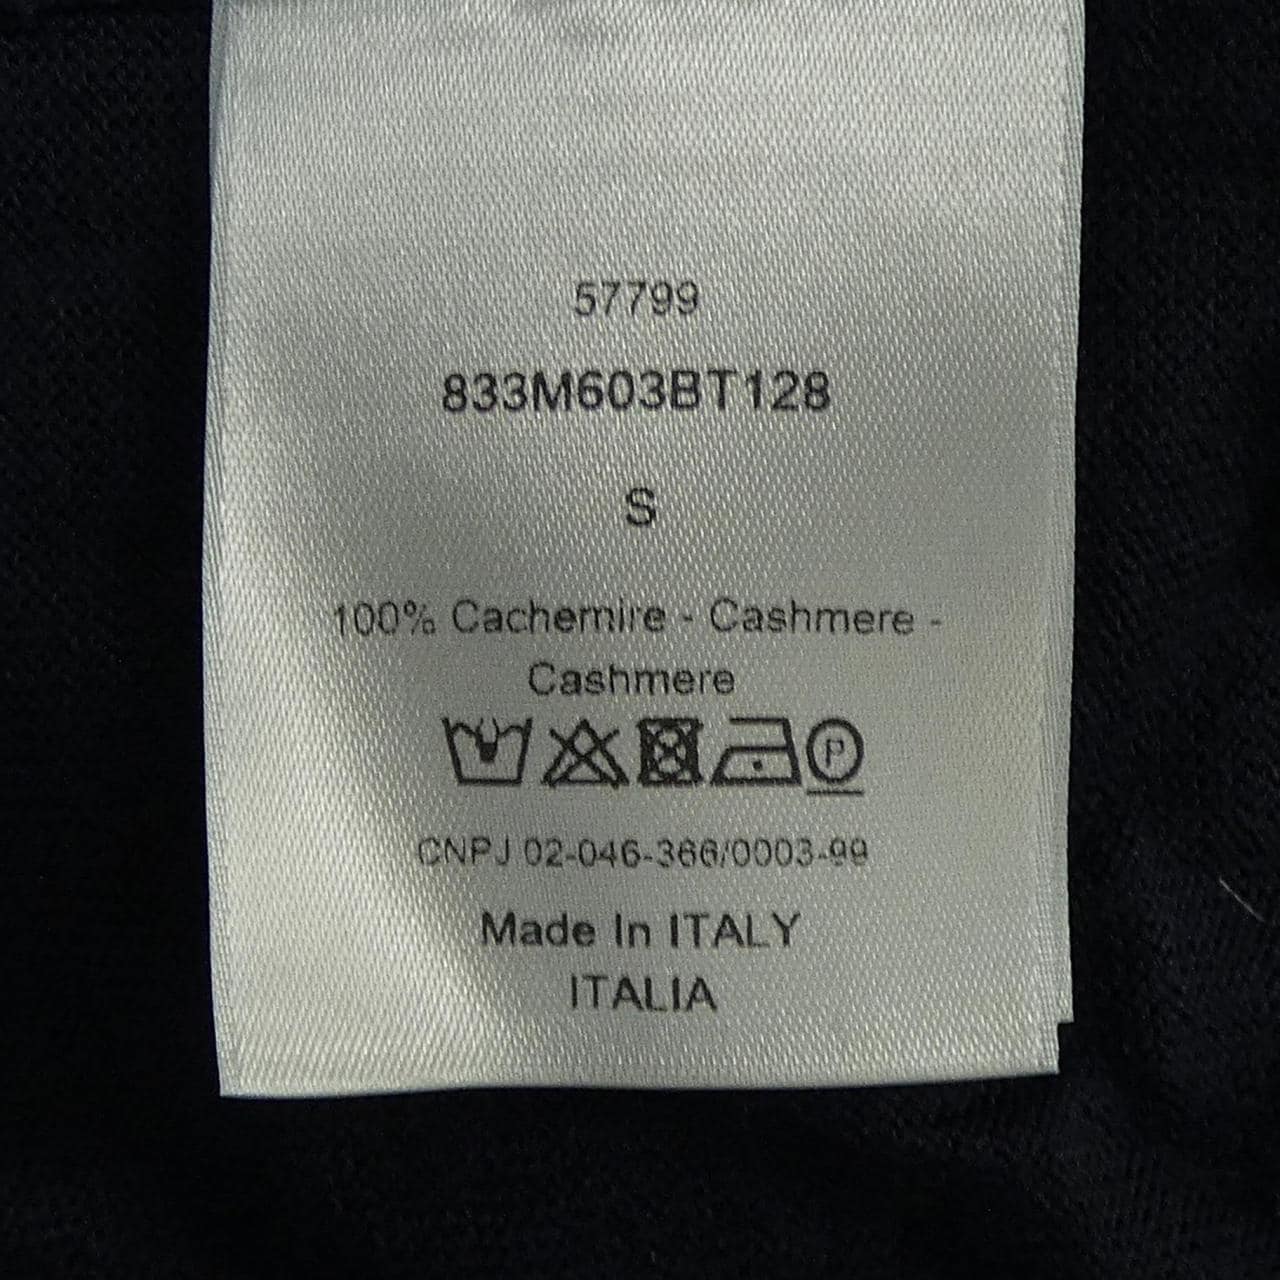 57799
833M603BT128
S
100% Cachemire - Cashmere -
Cashmere
P
CNPJ 02-046-366/0003-99
Made In ITALY
ITALIA